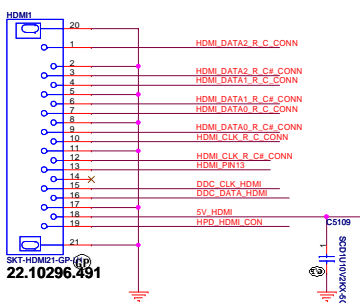 HDMI1
20
1 HDMI_DATA2_R_C_CONN
2
3 HDMI_DATA2_R_C#_CONN
4 HDMI_DATA1_R_C_CONN
5
6 HDMI_DATA1_R_C#_CONN
7 HDMI_DATA0_R_C_CONN
8
9 HDMI_DATA0_R_C#_CONN
10 HDMI_CLK_R_C_CONN
11
12 HDMI_CLK_R_C#_CONN
13 HDMI_PIN13
14
15 DDC_CLK_HDMI
16 DDC_DATA_HDMI
17
18 5V_HDMI
19 HPD_HDMI_CON
C5109
21
1
SKT-HDMI21-GP-
GP
22.10296.491